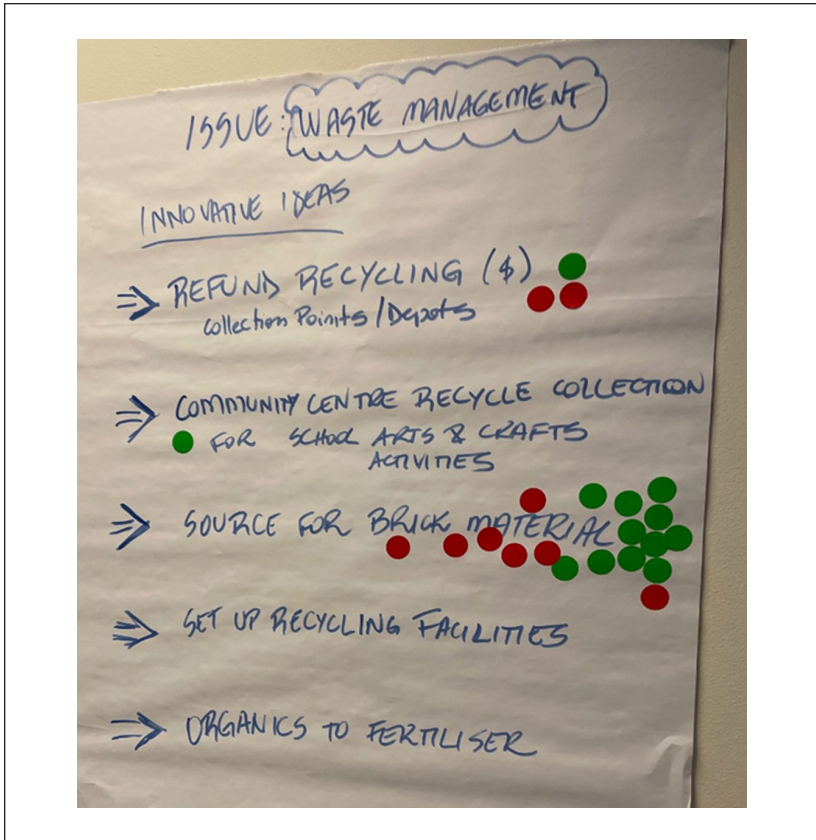 ISSUE: WASTE MANAGEMENT
INNOVATIVE IDEAS
⇒ REFUND RECYCLING ($)
Collection Points/Depots
⇒ COMMUNITY CENTRE RECYCLE COLLECTION
FOR SCHOOL ARTS & CRAFTS
ACTIVITIES
⇒ SOURCE FOR BRICK MATERIAL
⇒ SET UP RECYCLING FACILITIES
⇒ ORGANICS TO FERTILISER